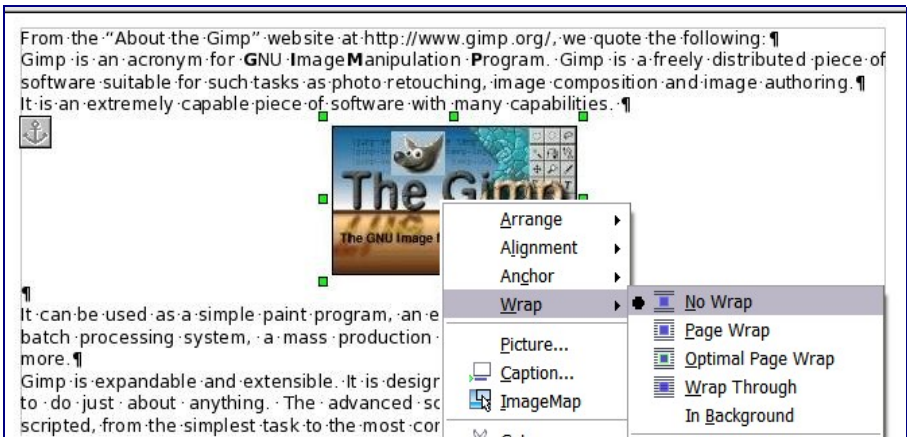 From the “About the Gimp” website at http://www.gimp.org/, we quote the following: ¶
Gimp is an acronym for GNU Image Manipulation Program. Gimp is a freely distributed piece of
software suitable for such tasks as photo retouching, image composition and image authoring. ¶
It is an extremely capable piece of software with many capabilities. ¶
The Gimp
The GNU Image
¶
It can be used as a simple paint program, an e
batch processing system, a mass production
more. ¶
Gimp is expandable and extensible. It is desigr
to do just about anything. The advanced sc
scripted, from the simplest task to the most cor
Arrange
Alignment
Anchor
Wrap
Picture...
Caption...
ImageMap
No Wrap
Page Wrap
Optimal Page Wrap
Wrap Through
In Background